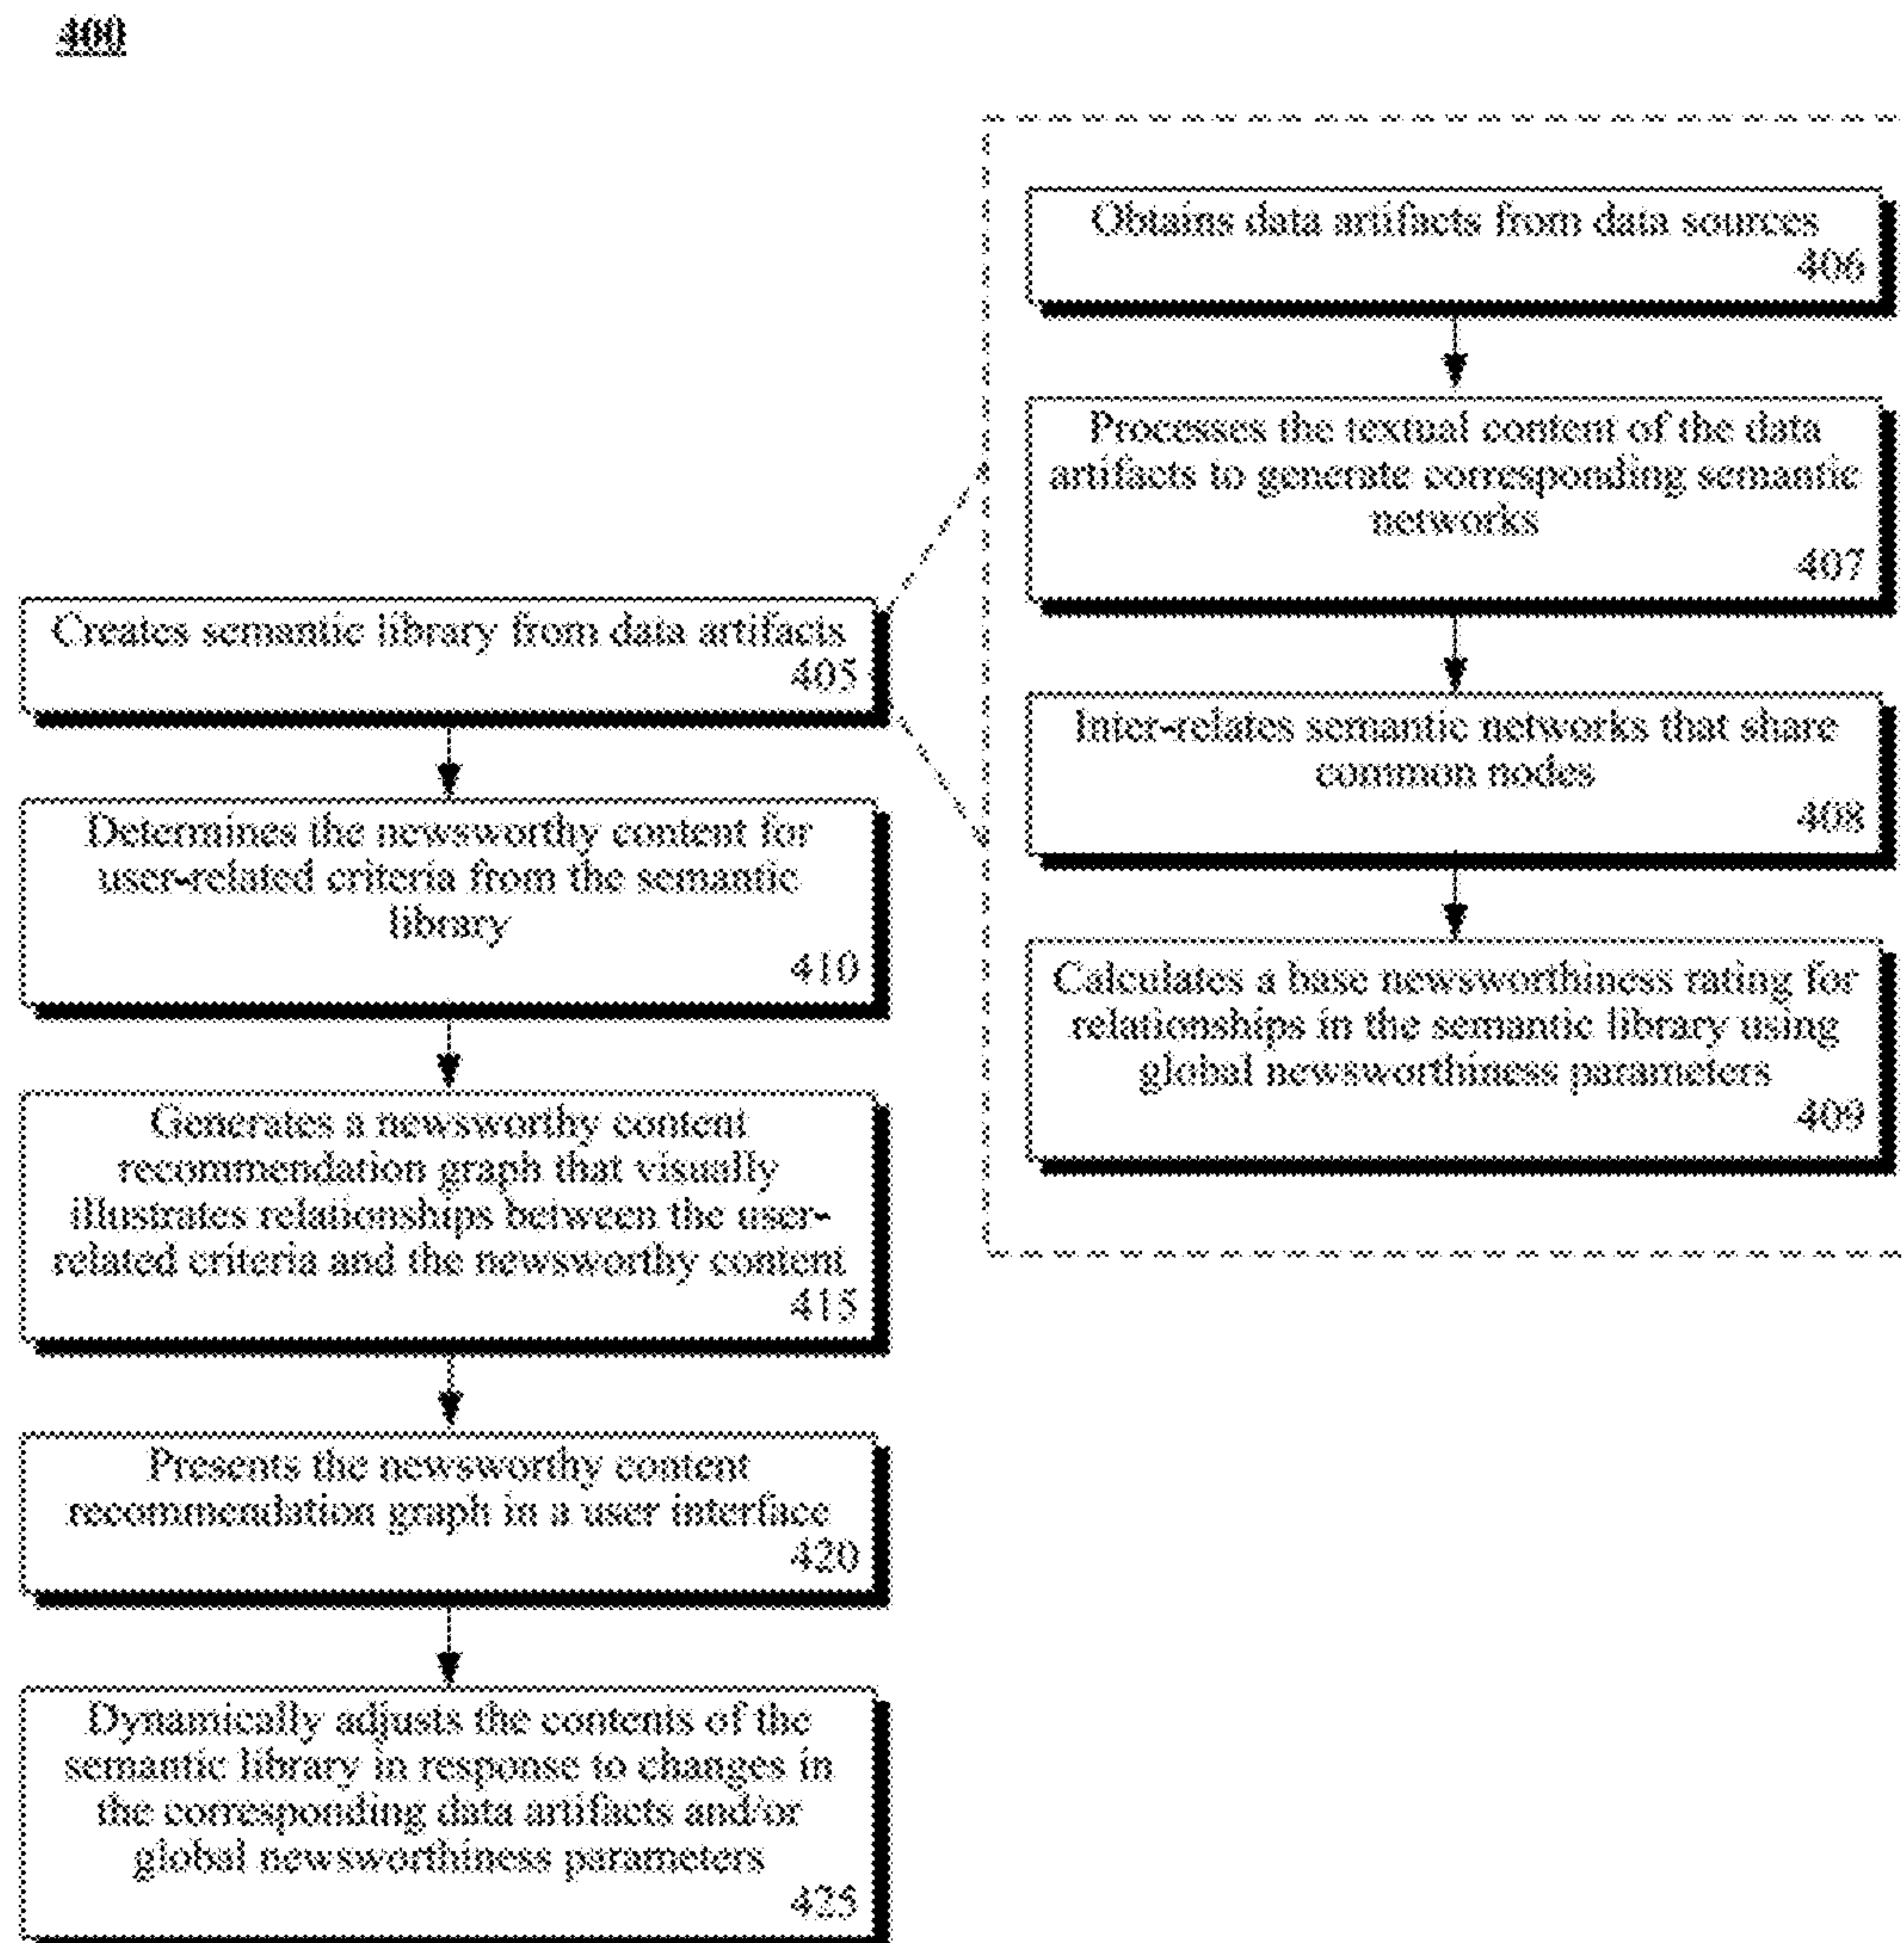 400
Obtains data artifacts from data sources
406
Processes the textual content of the data
artifacts to generate corresponding semantic
networks
407
Inter-relates semantic networks that share
common nodes
408
Calculates a base newsworthiness rating for
relationships in the semantic library using
global newsworthiness parameters
409
Creates semantic library from data artifacts
405
Determines the newsworthy content for
user-related criteria from the semantic
library
410
Generates a newsworthy content
recommendation graph that visually
illustrates relationships between the user-
related criteria and the newsworthy content
415
Presents the newsworthy content
recommendation graph in a user interface
420
Dynamically adjusts the contents of the
semantic library in response to changes in
the corresponding data artifacts and/or
global newsworthiness parameters
425